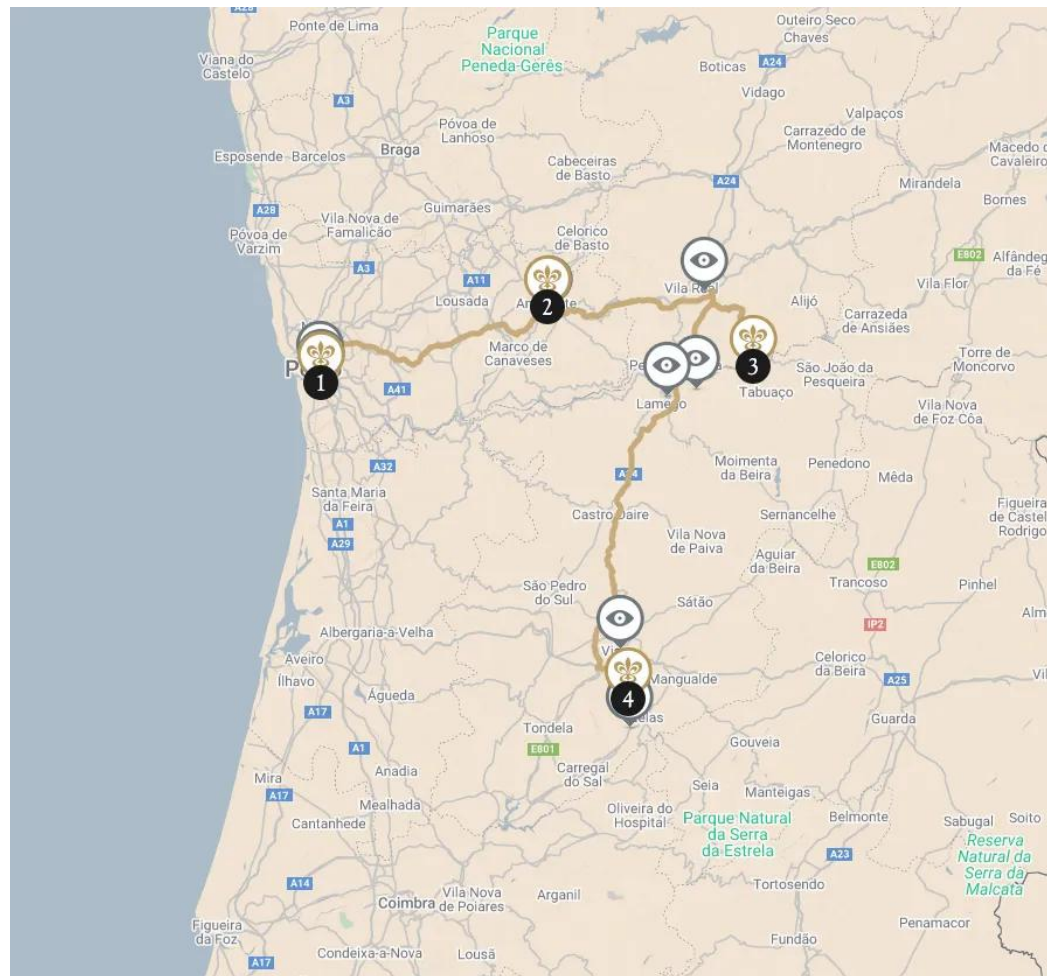 Outeiro Seco
Ponte de Lima
Chaves
Parque
Nacional
Peneda-Gerês
A24
Viana do
Castelo
Boticas
A3
Vidago
Valpaços
Póvoa de
Lanhoso
Carrazedo de
Montenegro
Braga
Macedo
Cavaleiro
Esposende
Barcelos
Cabeceiras
de Basto
A24
Mirandela
Bornes
A28
Guimarães
Vila Nova de
Famalicão
Póvoa de
Varzim
Celorico
de Basto
E802
Alfândeg
da Fé
A3
A11
Vila Flor
Vila Real
Lousada
Alijó
2
Carrazeda
de Ansiães
Marco de
Canaveses
Torre de
Moncorvo
1
3
São João da
Pesqueira
A41
Tabuaço
Lamego
Vila Nova
de Foz-Côa
Moimenta
da Beira
Penedono
A32
A24
Mêda
Santa Maria
da Feira
Figueira
de Castel
Rodrigo
Castro Daire
Sernancelhe
A1
A29
Vila Nova
de Paiva
Aguiar
da Beira
E802
São Pedro
do Sul
Trancoso
Pinhel
Sátão
IP2
Albergaria-a-Velha
Aveiro
Celorico
da Beira
Ílhavo
Mangualde
A25
Águeda
4
A17
Guarda
Tondela
A1
E801
Gouveia
Anadia
Carregal
do Sal
Mira
Seia
Manteigas
A17
Mealhada
Oliveira do
Hospital
Parque Natural
da Serra
da Estrela
Belmonte
Cantanhede
Sabugal
Soito
Reserva
Natural da
Serra da
Malcata
A23
A14
Tortosendo
Coimbra
Vila Nova
de Poiares
Arganil
Penamacor
Figueira
da Foz
Fundão
Condeixa-a-Nova
Lousã
A17